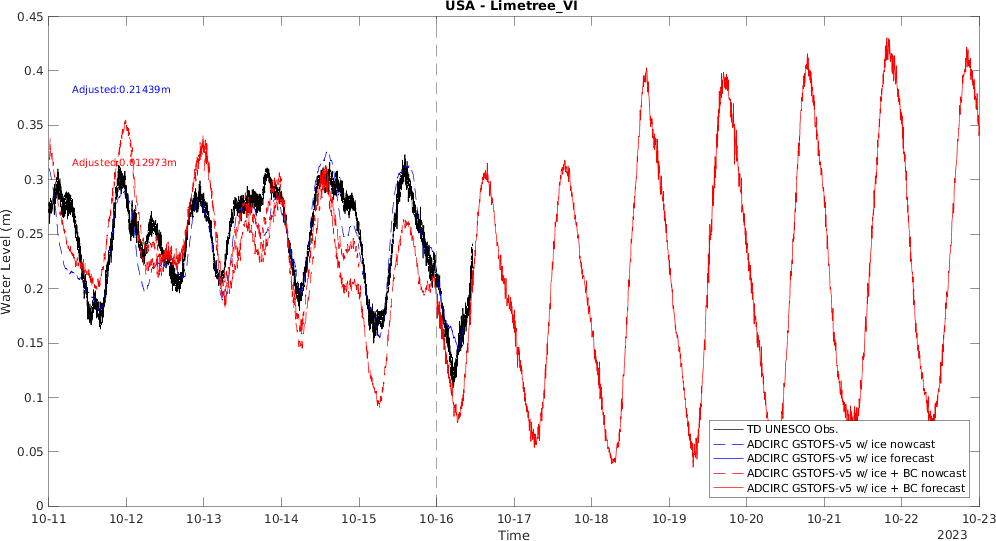 USA - Limetree_VI
0.45
0.4
0.35
0.3
0.25
0.2
0.15
0.1
0.05
0
Water Level (m)
Adjusted:0.21439m
Adjusted:0.012973m
TD UNESCO Obs.
ADCIRC GSTOFS-v5 w/ ice nowcast
ADCIRC GSTOFS-v5 w/ ice forecast
ADCIRC GSTOFS-v5 w/ ice + BC nowcast
ADCIRC GSTOFS-v5 w/ ice + BC forecast
10-11 10-12 10-13 10-14 10-15 10-16 10-17 10-18 10-19 10-20 10-21 10-22 10-23
Time
2023